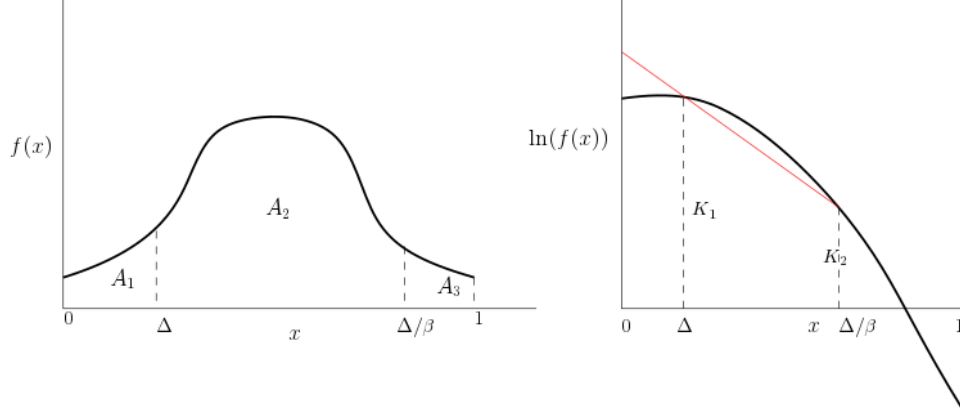 f(x)
A₁
A₂
A₃
0
Δ
x
Δ/β
1
ln(f(x))
K₁
K₂
0
Δ
x
Δ/β
1